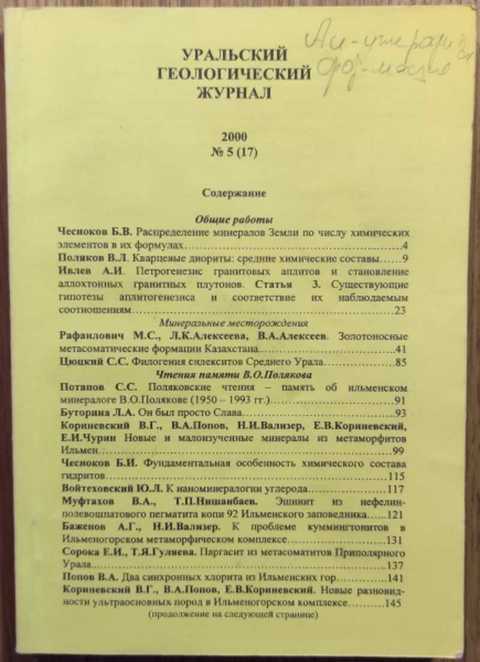 УРАЛЬСКИЙ
ГЕОЛОГИЧЕСКИЙ
ЖУРНАЛ
2000
№ 5 (17)
Содержание
Общие работы
Чесноков Б.В. Распределение минералов Земли по числу химических
элементов в их формулах....4
Поляков В.Л. Кварцевые диориты: средние химические составы......9
Ивлев А.И. Петрогенезис гранитовых аплитов и становление
аллохтонных гранитных плутонов. Статья 3. Существующие
гипотезы аплитогенезиса и соответствие их наблюдаемым
соотношениям....23
Минеральные месторождения
Рафаилович М.С., Л.К.Алексеева, В.А.Алексеев. Золотоносные
метасоматические формации Казахстана....41
Цюцкий С.С. Филогения силекситов Среднего Урала....85
Чтения памяти В.О.Полякова
Потапов С.С. Поляковские чтения – память об ильменском
минералоге В.О.Полякове (1950 – 1993 гг.)....91
Буторина Л.А. Он был просто Слава....93
Кориневский В.Г., В.А.Попов, Н.И.Вализер, Е.В.Кориневский,
Е.И.Чурин Новые и малоизученные минералы из метаморфитов
Ильмен....99
Чесноков Б.И. Фундаментальная особенность химического состава
гидритов....115
Войтеховский Ю.Л. К наноминералогии углерода....117
Муфтахов В.А., Т.П.Нишанбаев. Эшинит из нефелин-
полевошпатового пегматита копи 92 Ильменского заповедника.....121
Баженов А.Г., Н.И.Вализер. К проблеме куммингтонитов в
Ильменогорском метаморфическом комплексе....131
Сорока Е.И., Т.Я.Гуляева. Паргасит из метасоматитов Приполярного
Урала....137
Попов В.А. Два синхронных хлорита из Ильменских гор....141
Кориневский В.Г., В.А.Попов, Е.В.Кориневский. Новые разновид-
ности ультраосновных пород в Ильменогорском комплексе....145
(продолжение на следующей странице)